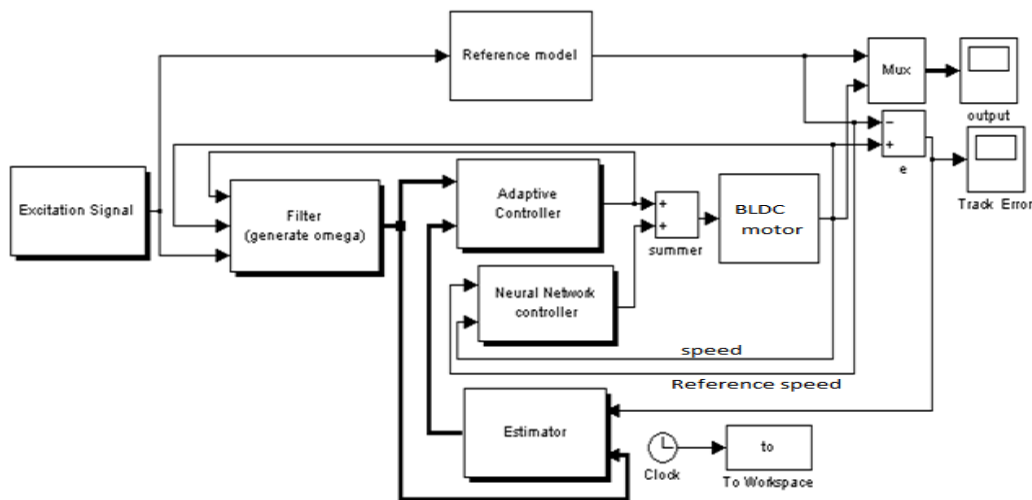 Reference model
Mux
output
−
+
e
Track Error
Excitation Signal
Filter
(generate omega)
Adaptive
Controller
+
+
summer
BLDC
motor
Neural Network
controller
speed
Reference speed
Estimator
Clock
to
To Workspace